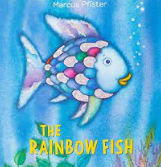 Marcus Pfister
THE
RAINBOW FISH